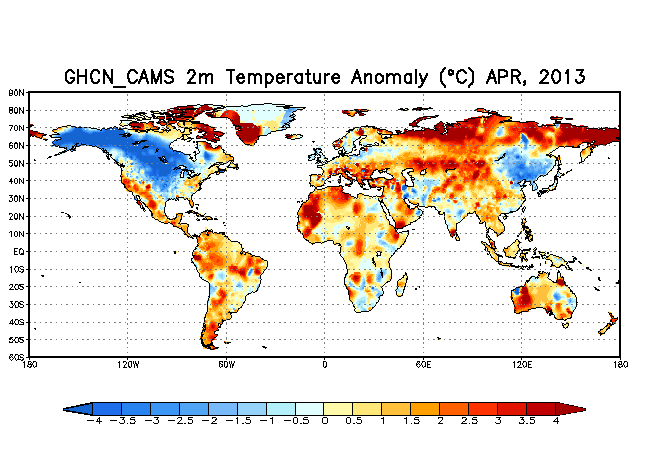 GHCN_CAMS 2m Temperature Anomaly (°C) APR, 2013
90N
80N
70N
60N
50N
40N
30N
20N
10N
EQ
10S
20S
30S
40S
50S
60S
180 120W 60W 0 60E 120E 180
-4 -3.5 -3 -2.5 -2 -1.5 -1 -0.5 0 0.5 1 1.5 2 2.5 3 3.5 4